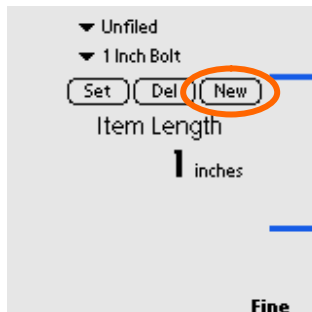 Unfiled
1 Inch Bolt
Set Del New
Item Length
1 inches
Fine